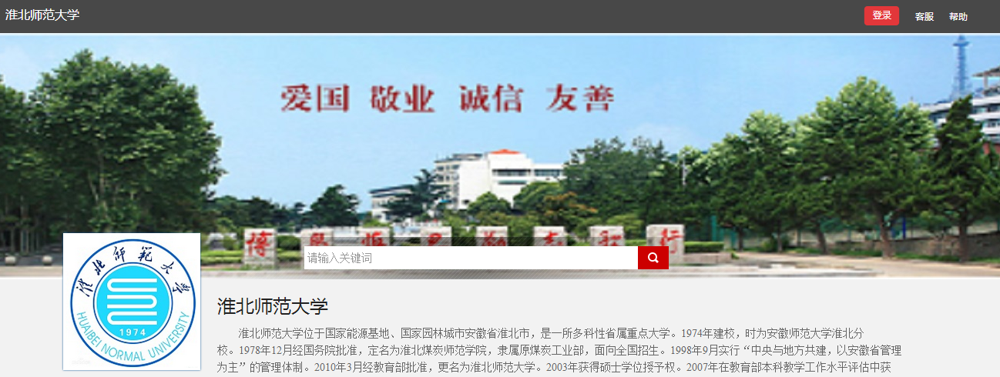 淮北师范大学
登录 客服 帮助
爱国 敬业 诚信 友善
博
行
请输入关键词
淮北师范大学
1974
HUAIBEI NORMAL UNIVERSITY
淮北师范大学
淮北师范大学位于国家能源基地、国家园林城市安徽省淮北市，是一所多科性省属重点大学。1974年建校，时为安徽师范大学淮北分
校。1978年12月经国务院批准，定名为淮北煤炭师范学院，隶属原煤炭工业部，面向全国招生。1998年9月实行“中央与地方共建，以安徽省管理
为主”的管理体制。2010年3月经教育部批准，更名为淮北师范大学。2003年获得硕士学位授予权。2007年在教育部本科教学工作水平评估中获